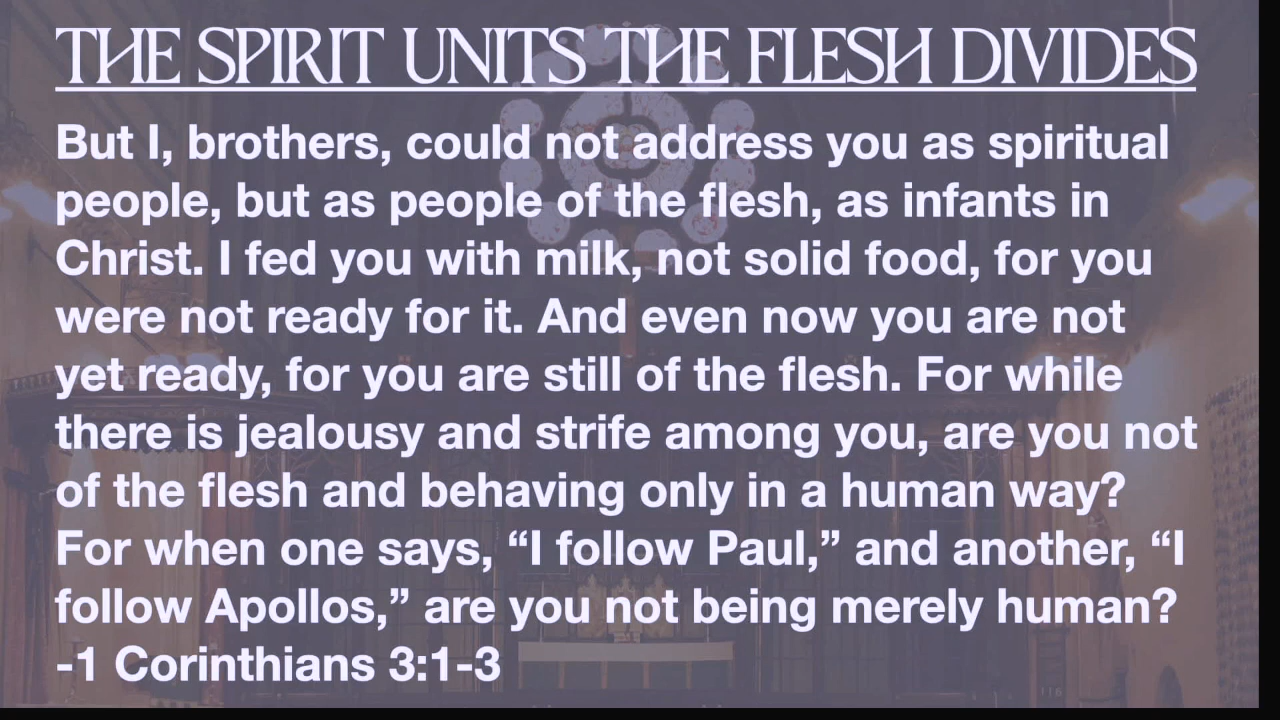 THE SPIRIT UNITS THE FLESH DIVIDES
But I, brothers, could not address you as spiritual
people, but as people of the flesh, as infants in
Christ. I fed you with milk, not solid food, for you
were not ready for it. And even now you are not
yet ready, for you are still of the flesh. For while
there is jealousy and strife among you, are you not
of the flesh and behaving only in a human way?
For when one says, “I follow Paul,” and another, “I
follow Apollos,” are you not being merely human?
-1 Corinthians 3:1-3